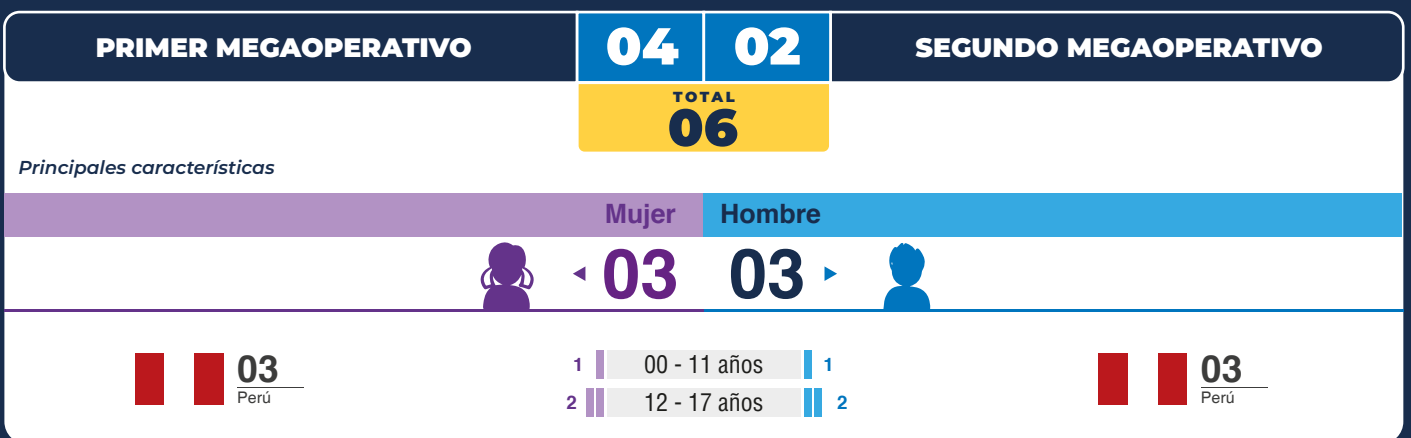 PRIMER MEGAOPERATIVO 04 02 SEGUNDO MEGAOPERATIVO
TOTAL
06
Principales característísticas
Mujer Hombre
03 03
1 00 - 11 años 1
03 Perú
2 12 - 17 años 2
03 Perú